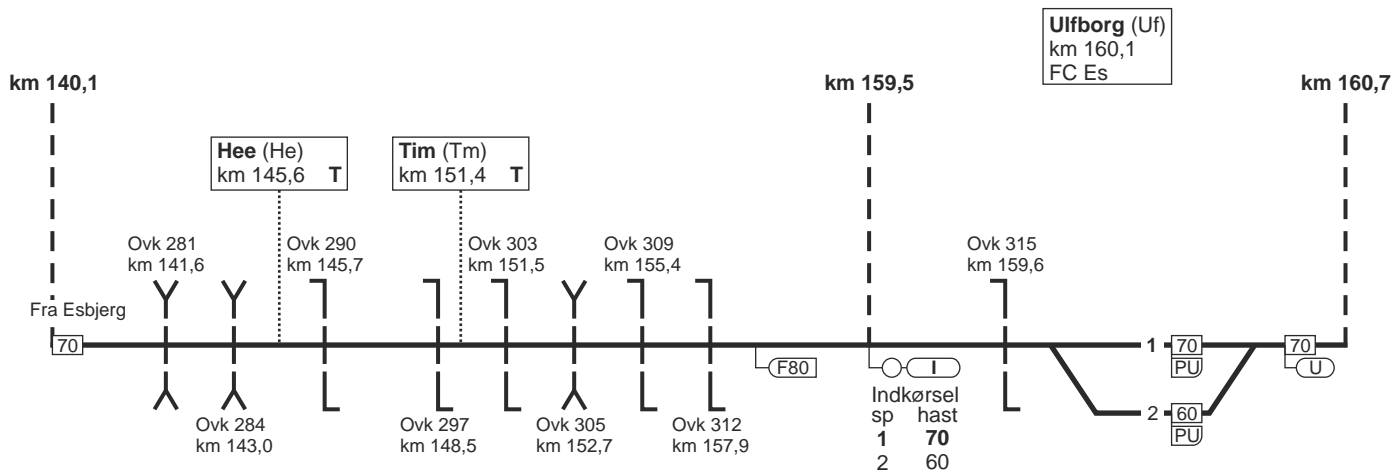 Ulfborg (Uf)
km 160,1
FC Es
km 140,1
km 159,5
km 160,7
Hee (He)
km 145,6 T
Tim (Tm)
km 151,4 T
Ovk 281
km 141,6
Ovk 290
km 145,7
Ovk 303
km 151,5
Ovk 309
km 155,4
Ovk 315
km 159,6
Fra Esbjerg
70
F80
I
1
70
PU
70
U
2
60
PU
Ovk 284
km 143,0
Ovk 297
km 148,5
Ovk 305
km 152,7
Ovk 312
km 157,9
Indkørsel
sp hast
1 70
2 60